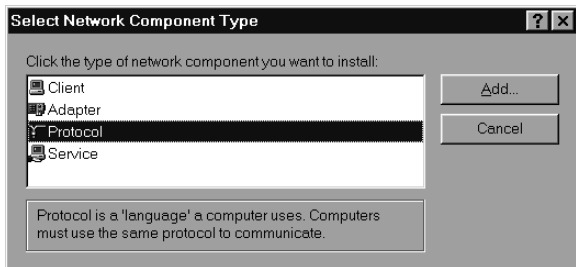 Select Network Component Type
Click the type of network component you want to install:
Client
Adapter
Protocol
Service
Add...
Cancel
Protocol is a 'language' a computer uses. Computers
must use the same protocol to communicate.